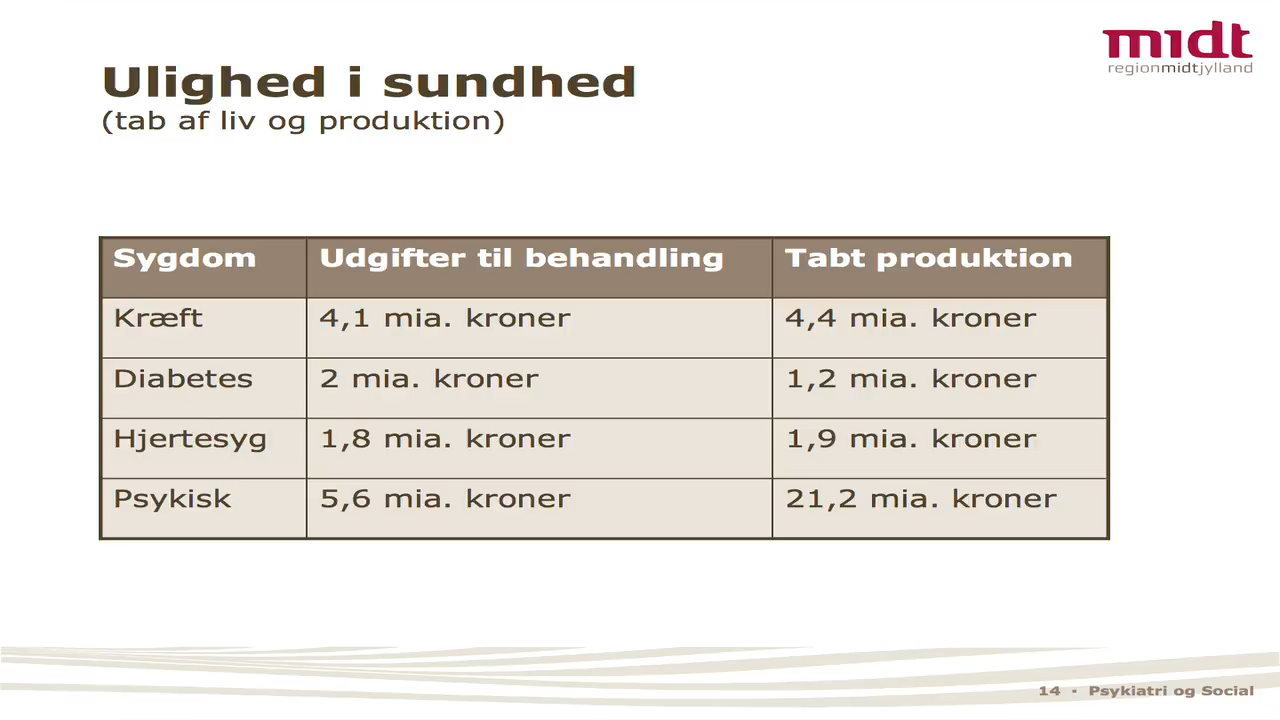 midt
regionmidtjylland
Ulighed i sundhed
(tab af liv og produktion)
Sygdom Udgifter til behandling Tabt produktion
Kræft 4,1 mia. kroner 4,4 mia. kroner
Diabetes 2 mia. kroner 1,2 mia. kroner
Hjertesyg 1,8 mia. kroner 1,9 mia. kroner
Psykisk 5,6 mia. kroner 21,2 mia. kroner
14 ▪ Psykiatri og Social